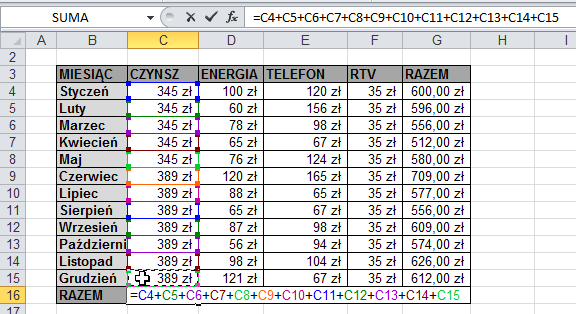 SUMA =C4+C5+C6+C7+C8+C9+C10+C11+C12+C13+C14+C15
A B C D E F G H I
2
3 MIESIĄC CZYNSZ ENERGIA TELEFON RTV RAZEM
4 Styczeń 345 zł 100 zł 120 zł 35 zł 600,00 zł
5 Luty 345 zł 60 zł 156 zł 35 zł 596,00 zł
6 Marzec 345 zł 78 zł 98 zł 35 zł 556,00 zł
7 Kwiecień 345 zł 65 zł 67 zł 35 zł 512,00 zł
8 Maj 345 zł 76 zł 124 zł 35 zł 580,00 zł
9 Czerwiec 389 zł 120 zł 165 zł 35 zł 709,00 zł
10 Lipiec 389 zł 88 zł 65 zł 35 zł 577,00 zł
11 Sierpień 389 zł 65 zł 67 zł 35 zł 556,00 zł
12 Wrzesień 389 zł 87 zł 98 zł 35 zł 609,00 zł
13 Październi 389 zł 56 zł 94 zł 35 zł 574,00 zł
14 Listopad 389 zł 98 zł 104 zł 35 zł 626,00 zł
15 Grudzień 389 zł 121 zł 67 zł 35 zł 612,00 zł
16 RAZEM =C4+C5+C6+C7+C8+C9+C10+C11+C12+C13+C14+C15
17